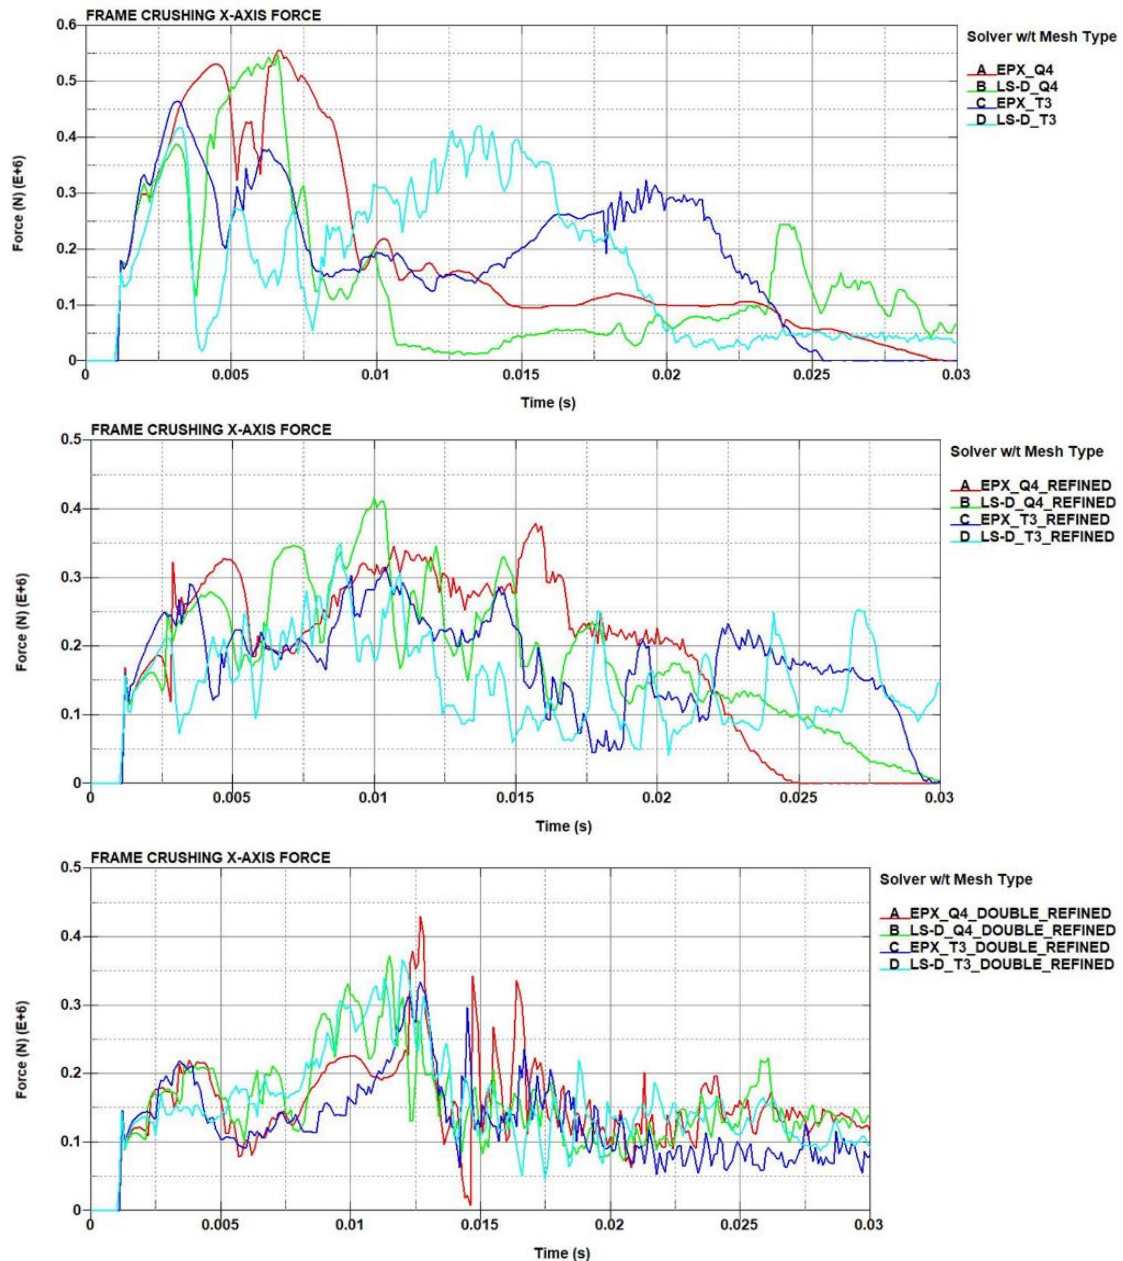 FRAME CRUSHING X-AXIS FORCE
0.6
0.5
0.4
0.3
0.2
0.1
0
Force (N) (E+6)
0 0.005 0.01 0.015 0.02 0.025 0.03
Time (s)
Solver w/t Mesh Type
A EPX_Q4
B LS-D_Q4
C EPX_T3
D LS-D_T3
FRAME CRUSHING X-AXIS FORCE
0.5
0.4
0.3
0.2
0.1
0
Force (N) (E+6)
0 0.005 0.01 0.015 0.02 0.025 0.03
Time (s)
Solver w/t Mesh Type
A EPX_Q4_REFINED
B LS-D_Q4_REFINED
C EPX_T3_REFINED
D LS-D_T3_REFINED
FRAME CRUSHING X-AXIS FORCE
0.5
0.4
0.3
0.2
0.1
0
Force (N) (E+6)
0 0.005 0.01 0.015 0.02 0.025 0.03
Time (s)
Solver w/t Mesh Type
A EPX_Q4_DOUBLE_REFINED
B LS-D_Q4_DOUBLE_REFINED
C EPX_T3_DOUBLE_REFINED
D LS-D_T3_DOUBLE_REFINED